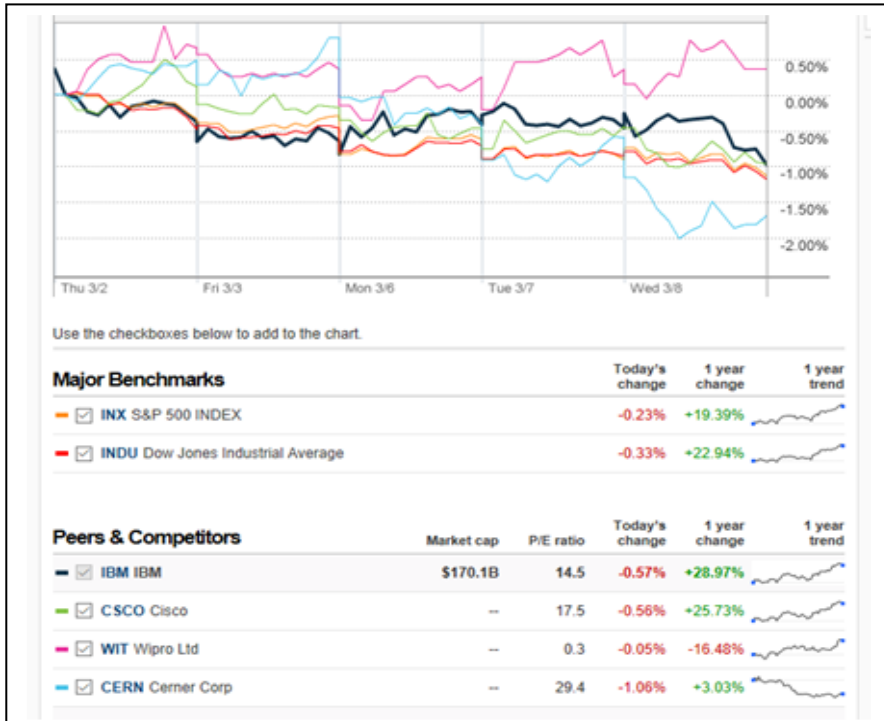 0.50%
0.00%
-0.50%
-1.00%
-1.50%
-2.00%
Thu 3/2 Fri 3/3 Mon 3/6 Tue 3/7 Wed 3/8
Use the checkboxes below to add to the chart.
Major Benchmarks Today's change 1 year change 1 year trend
INX S&P 500 INDEX -0.23% +19.39%
INDU Dow Jones Industrial Average -0.33% +22.94%
Peers & Competitors Market cap P/E ratio Today's change 1 year change 1 year trend
IBM IBM $170.1B 14.5 -0.57% +28.97%
CSCO Cisco -- 17.5 -0.56% +25.73%
WIT Wipro Ltd -- 0.3 -0.05% -16.48%
CERN Cerner Corp -- 29.4 -1.06% +3.03%